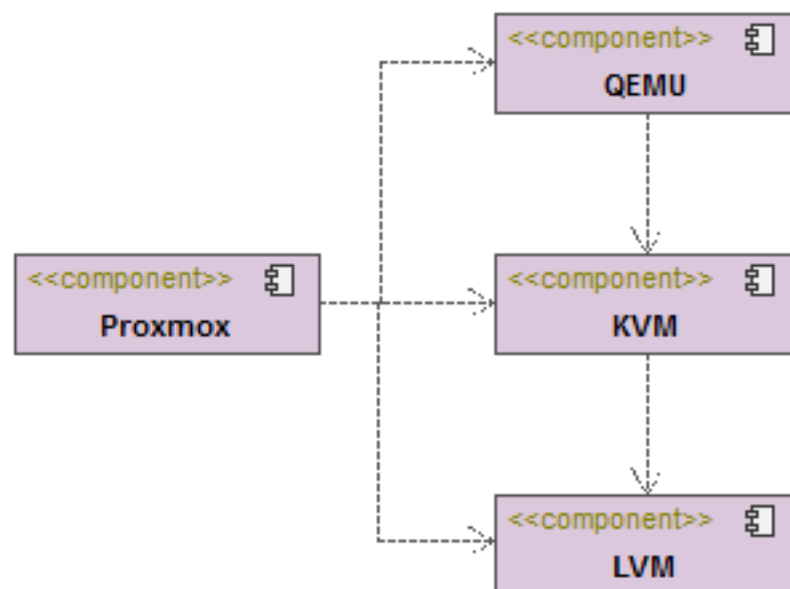 <<component>>
QEMU
<<component>>
Proxmox
<<component>>
KVM
<<component>>
LVM